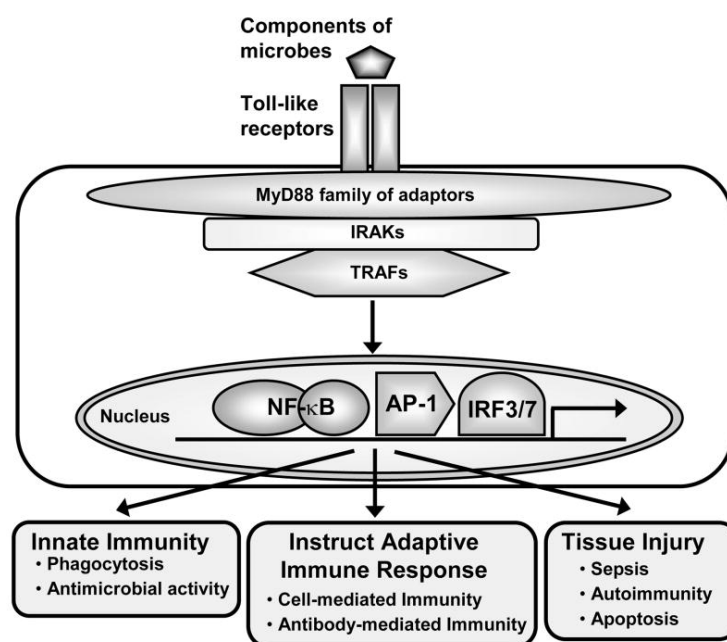 Components of
microbes
Toll-like
receptors
MyD88 family of adaptors
IRAKs
TRAFs
Nucleus
NF-κB
AP-1
IRF3/7
Innate Immunity
• Phagocytosis
• Antimicrobial activity
Instruct Adaptive
Immune Response
• Cell-mediated Immunity
• Antibody-mediated Immunity
Tissue Injury
• Sepsis
• Autoimmunity
• Apoptosis